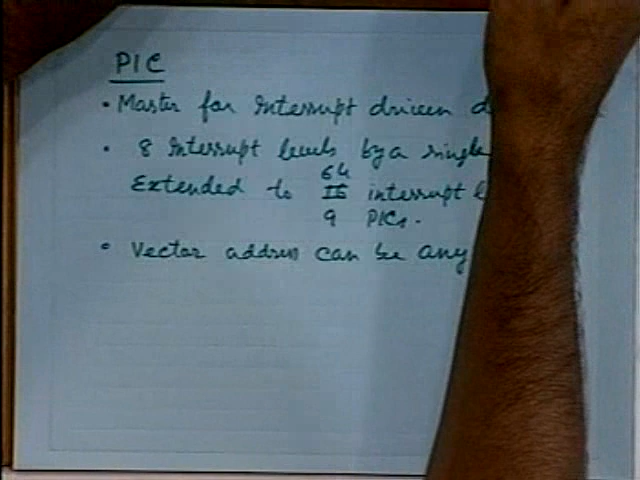 PIC
• Master for Interrupt driven d
• 8 Interrupt levels by a single
64
Extended to interrupt l
9 PICs.
• Vector address can be any